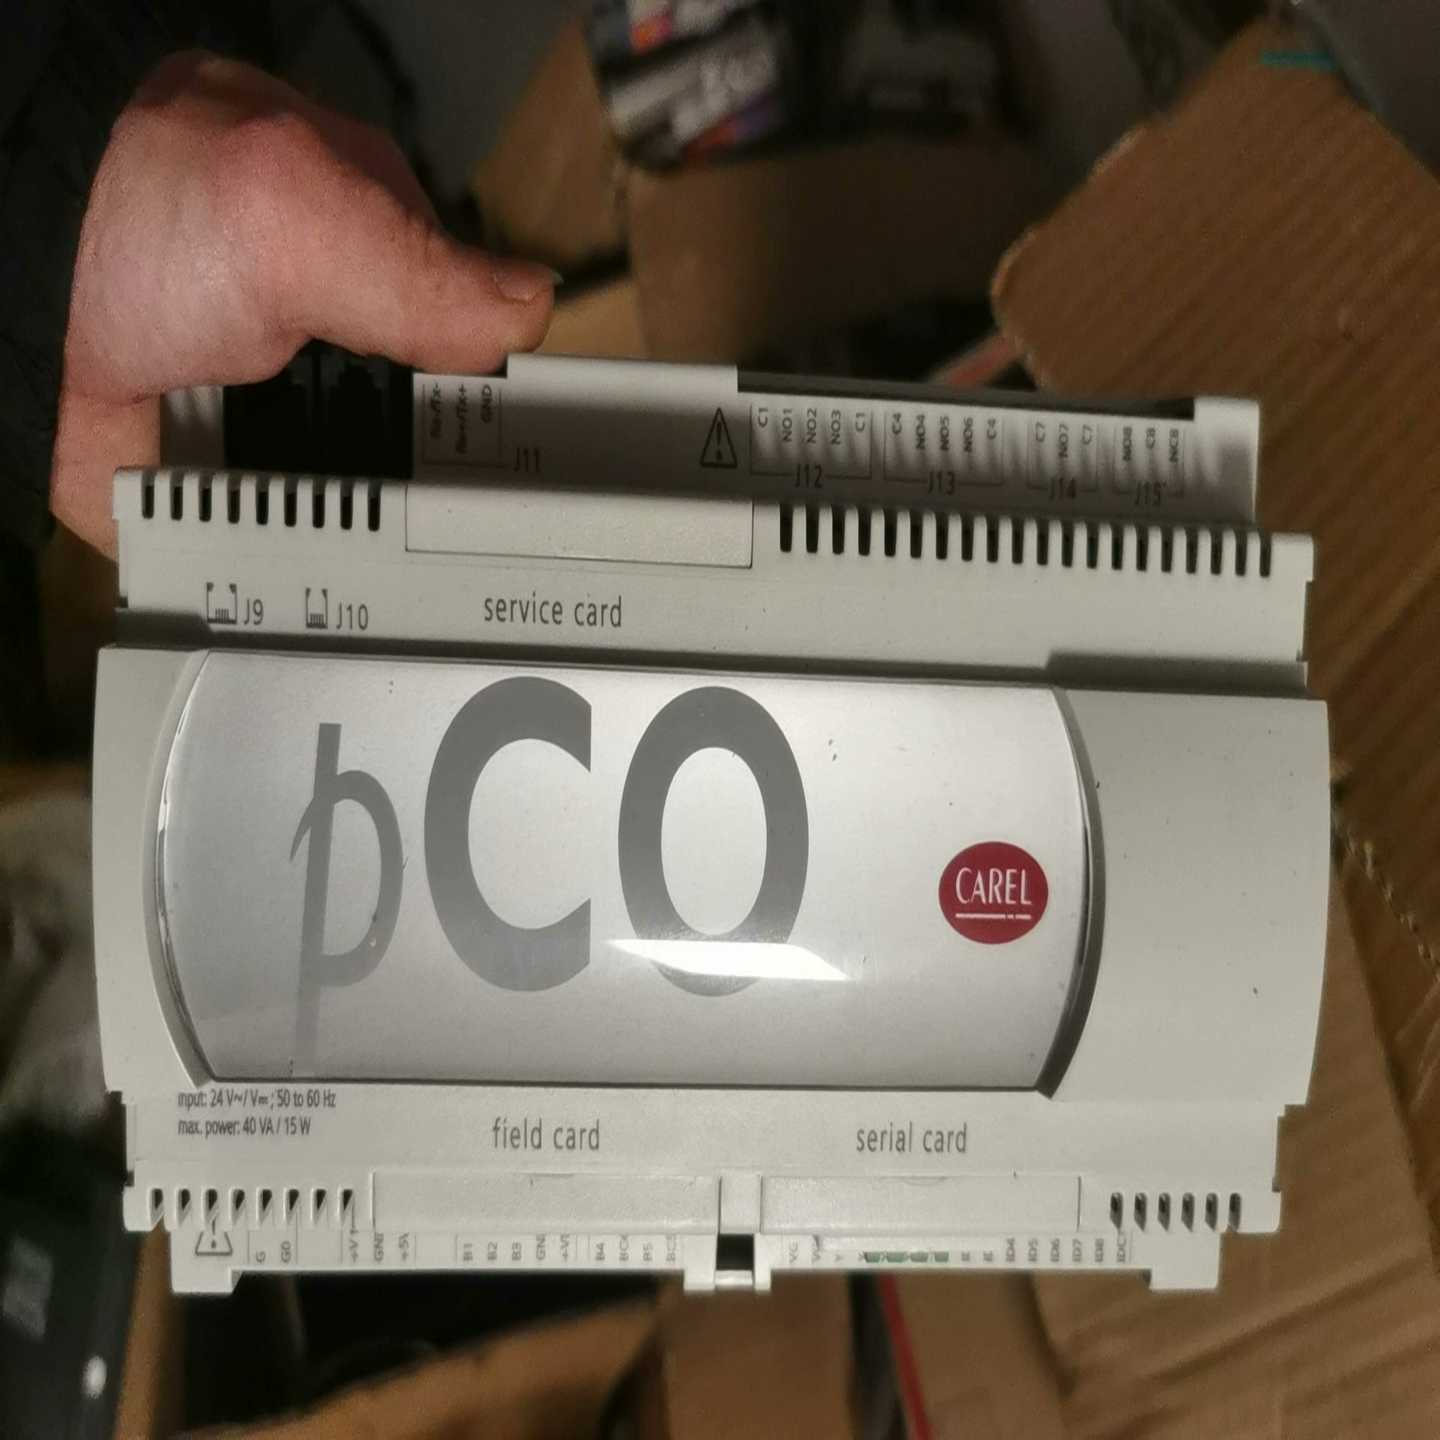 Rx-/Tx-
Rx+/Tx+
GND
J11
C1 NO1 NO2 NO3 C1
J12
C4 NO4 NO5 NO6 C4
J13
C7 NO7 C7
J14
NO8 C8 NC8
J15
J9
J10
service card
pCO
CAREL
input: 24 V~/ V⎓ ; 50 to 60 Hz
max. power: 40 VA / 15 W
field card
serial card
G
G0
B1
B2
B3
B4
B5
VG
ID4
ID5
ID6
ID7
ID8